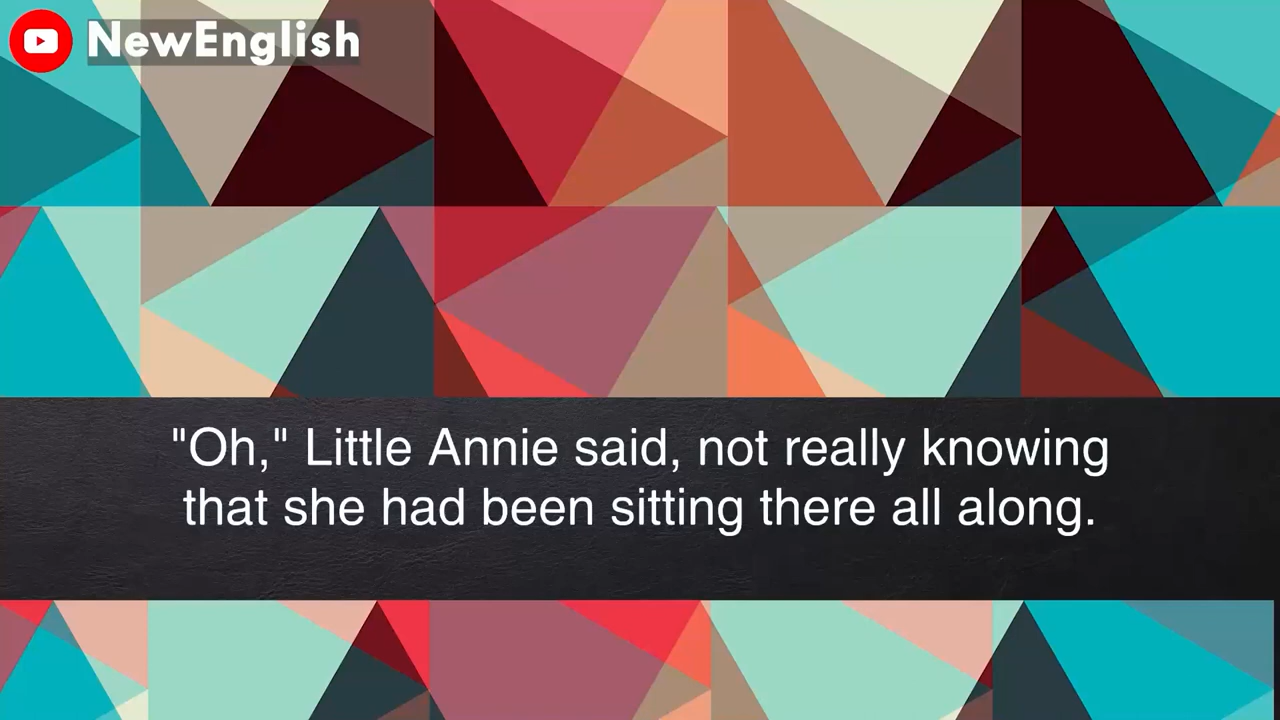 NewEnglish
"Oh," Little Annie said, not really knowing
that she had been sitting there all along.